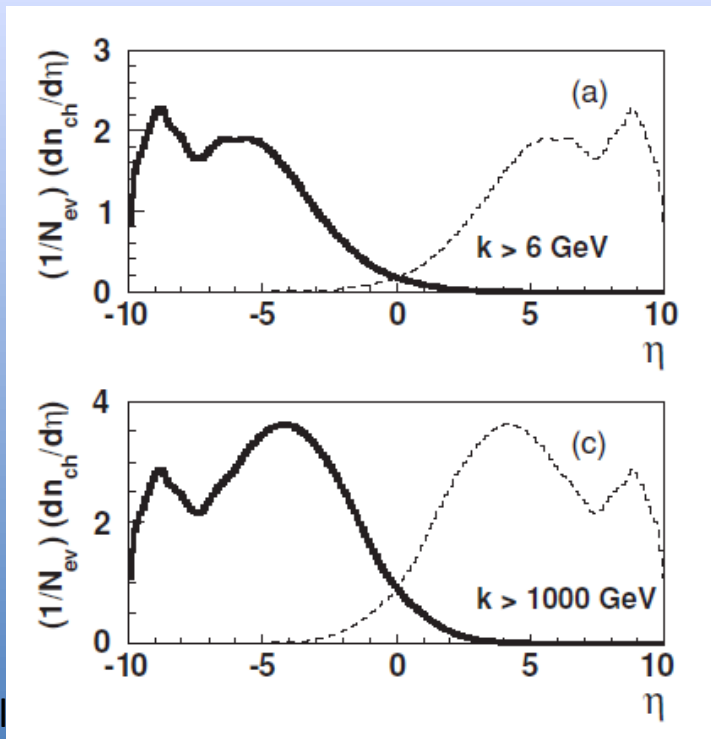 3
2
1
0
-10 -5 0 5 10
(1/N_ev) (dn_ch/dη)
(a)
k > 6 GeV
η
4
2
0
-10 -5 0 5 10
(1/N_ev) (dn_ch/dη)
(c)
k > 1000 GeV
η